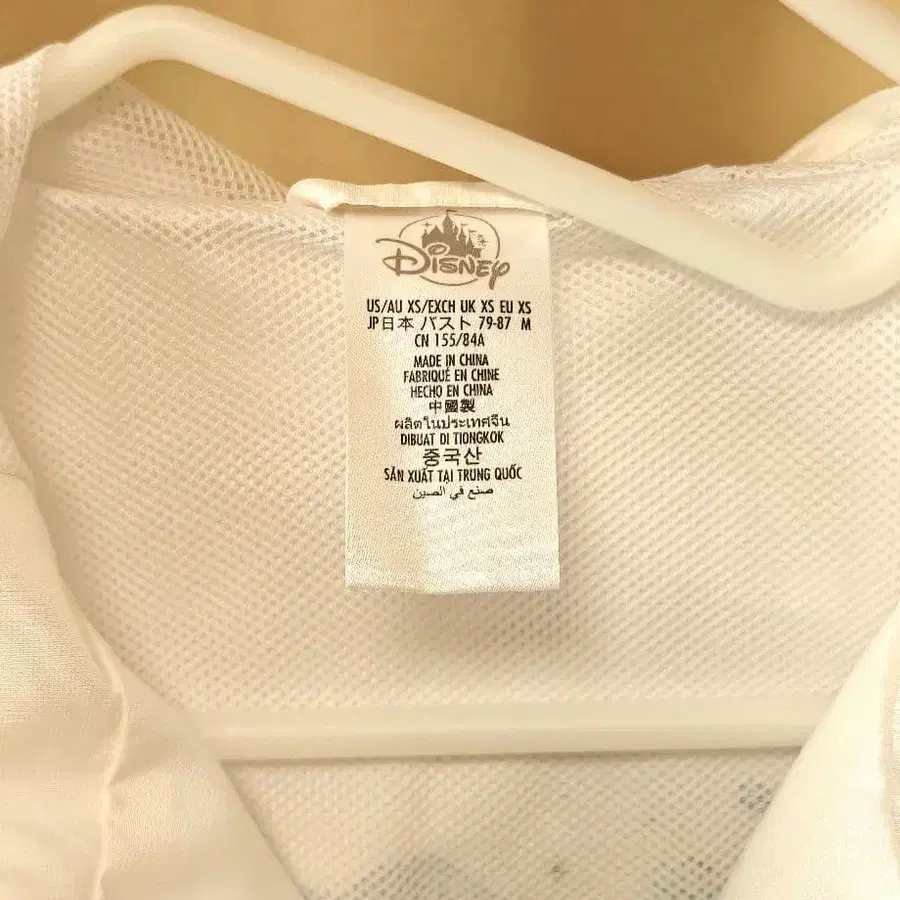 Disney
US/AU XS/EXCH UK XS EU XS
JP日本 バスト 79-87 M
CN 155/84A
MADE IN CHINA
FABRIQUÉ EN CHINE
HECHO EN CHINA
中國製
ผลิตในประเทศจีน
DIBUAT DI TIONGKOK
중국산
SẢN XUẤT TẠI TRUNG QUỐC
صنع في الصين